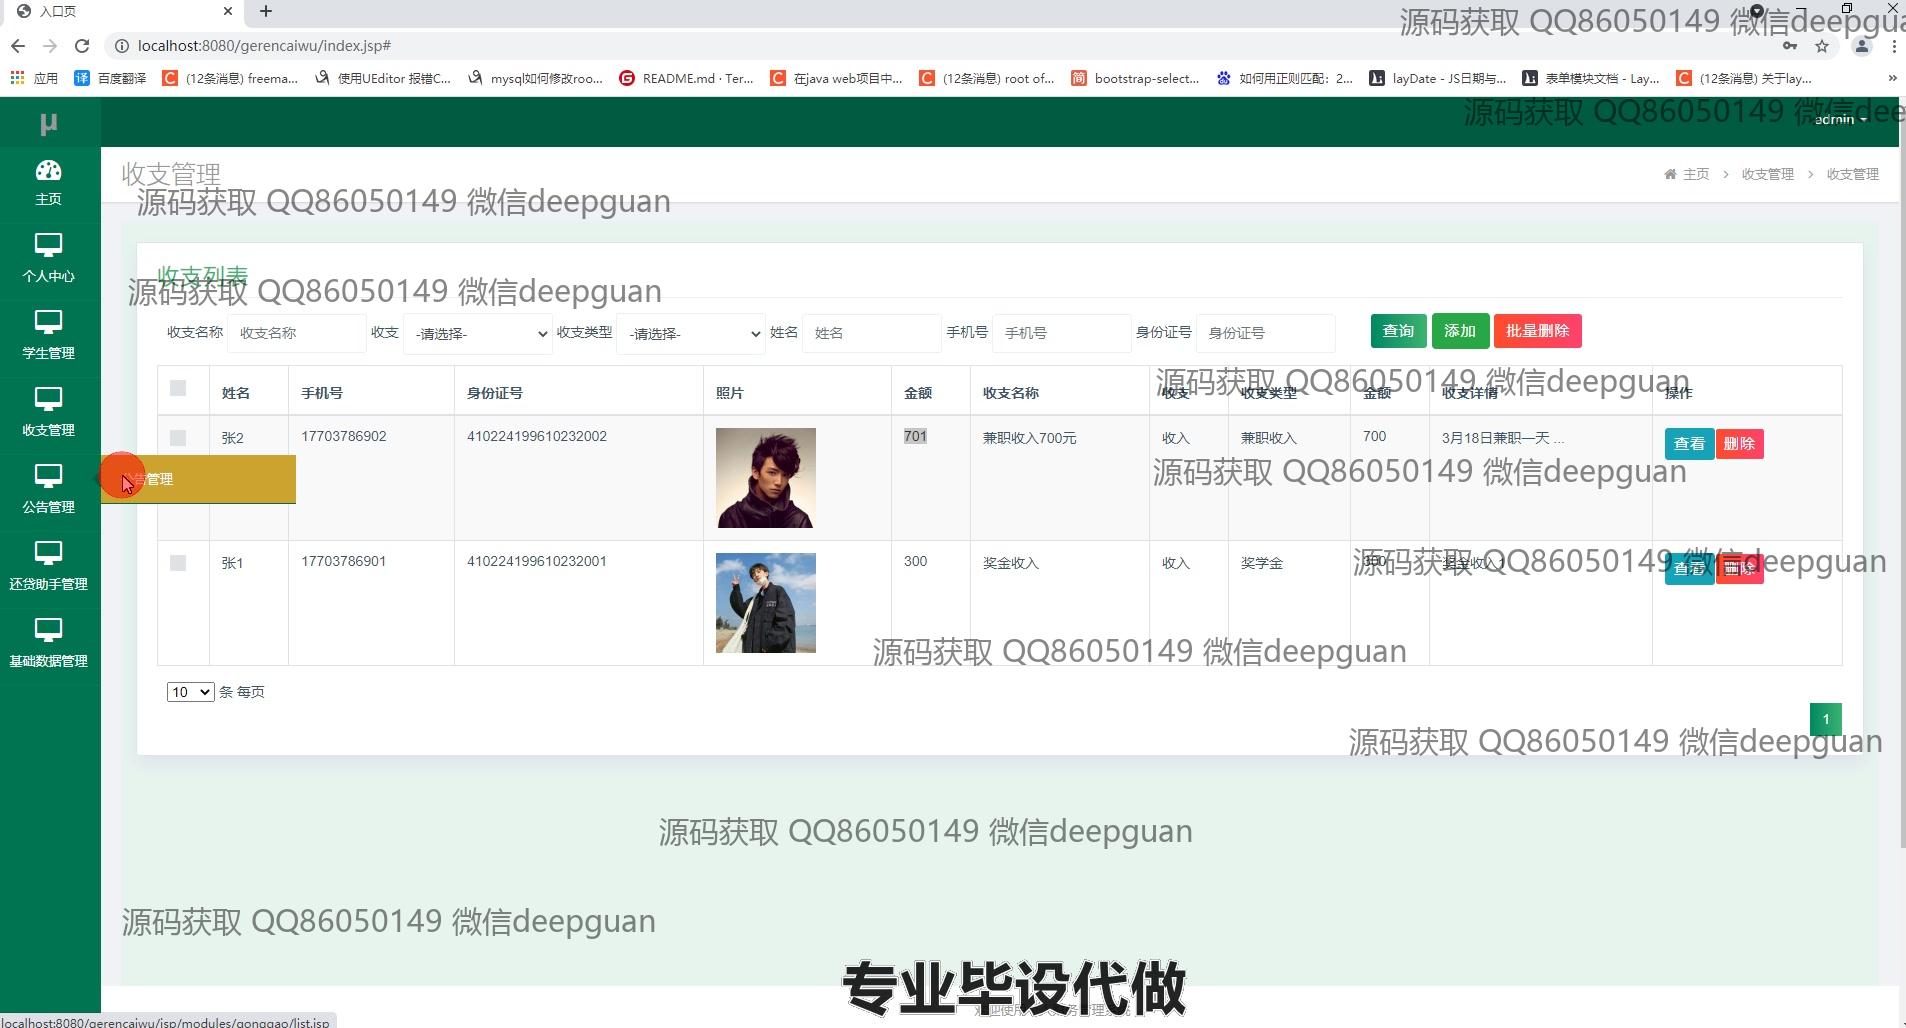 入口页
源码获取 QQ86050149 微信deepgua
localhost:8080/gerencaiwu/index.jsp#
应用 百度翻译 (12条消息) freema... 使用UEditor 报错C... mysql如何修改roo... README.md · Ter... 在java web项目中... (12条消息) root of... bootstrap-select... 如何用正则匹配：2... layDate - JS日期与... 表单模块文档 - Lay... (12条消息) 关于lay... »
源码获取 QQ86050149 微信dee
μ admin
主页
个人中心
学生管理
收支管理
公告管理
还贷助手管理
基础数据管理
公告管理
收支管理 主页 > 收支管理 > 收支管理
源码获取 QQ86050149 微信deepguan
收支列表
源码获取 QQ86050149 微信deepguan
收支名称 收支名称 收支 -请选择- 收支类型 -请选择- 姓名 姓名 手机号 手机号 身份证号 身份证号 查询 添加 批量删除
源码获取 QQ86050149 微信deepguan
姓名 手机号 身份证号 照片 金额 收支名称 收支 收支类型 金额 收支详情 操作
张2 17703786902 410224199610232002 701 兼职收入700元 收入 兼职收入 700 3月18日兼职一天 ... 查看 删除
源码获取 QQ86050149 微信deepguan
张1 17703786901 410224199610232001 300 奖金收入 收入 奖学金 300 奖金收入1 查看 删除
源码获取 QQ86050149 微信deepguan
源码获取 QQ86050149 微信deepguan
10 条 每页
1
源码获取 QQ86050149 微信deepguan
源码获取 QQ86050149 微信deepguan
源码获取 QQ86050149 微信deepguan
专业毕设代做
localhost:8080/gerencaiwu/jsp/modules/gonggao/list.jsp